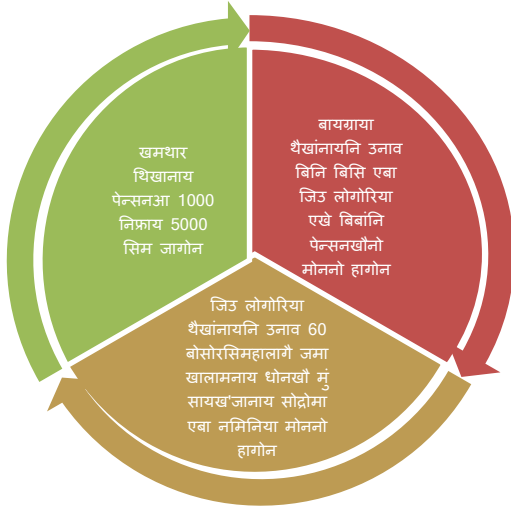 बायग्राया
थैखांनायनि उनाव
बिनि बिसि एबा
जिउ लोगोरिया
एखे बिबांनि
पेन्सनखौनो
मोननो हागोन
जिउ लोगोरिया
थैखांनायनि उनाव 60
बोसोरसिमहालागै जमा
खालामनाय धोनखौ मुं
सायख'जानाय सोद्रोमा
एबा नमिनिया मोननो
हागोन
खमथार
थिखानाय
पेन्सनआ 1000
निफ्राय 5000
सिम जागोन